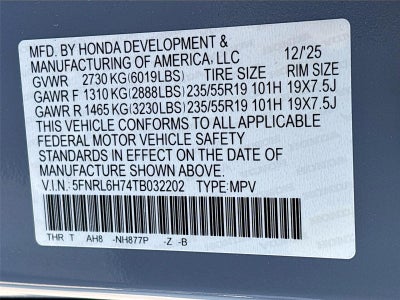 MFD. BY HONDA DEVELOPMENT &
MANUFACTURING OF AMERICA, LLC 12/'25
GVWR 2730 KG(6019LBS) TIRE SIZE RIM SIZE
GAWR F 1310 KG(2888LBS) 235/55R19 101H 19X7.5J
GAWR R 1465 KG(3230LBS) 235/55R19 101H 19X7.5J
THIS VEHICLE CONFORMS TO ALL APPLICABLE
FEDERAL MOTOR VEHICLE SAFETY
STANDARDS IN EFFECT ON THE DATE OF
MANUFACTURE SHOWN ABOVE.
V.I.N.: 5FNRL6H74TB032202 TYPE:MPV
THR T AH8 -NH877P -Z -B